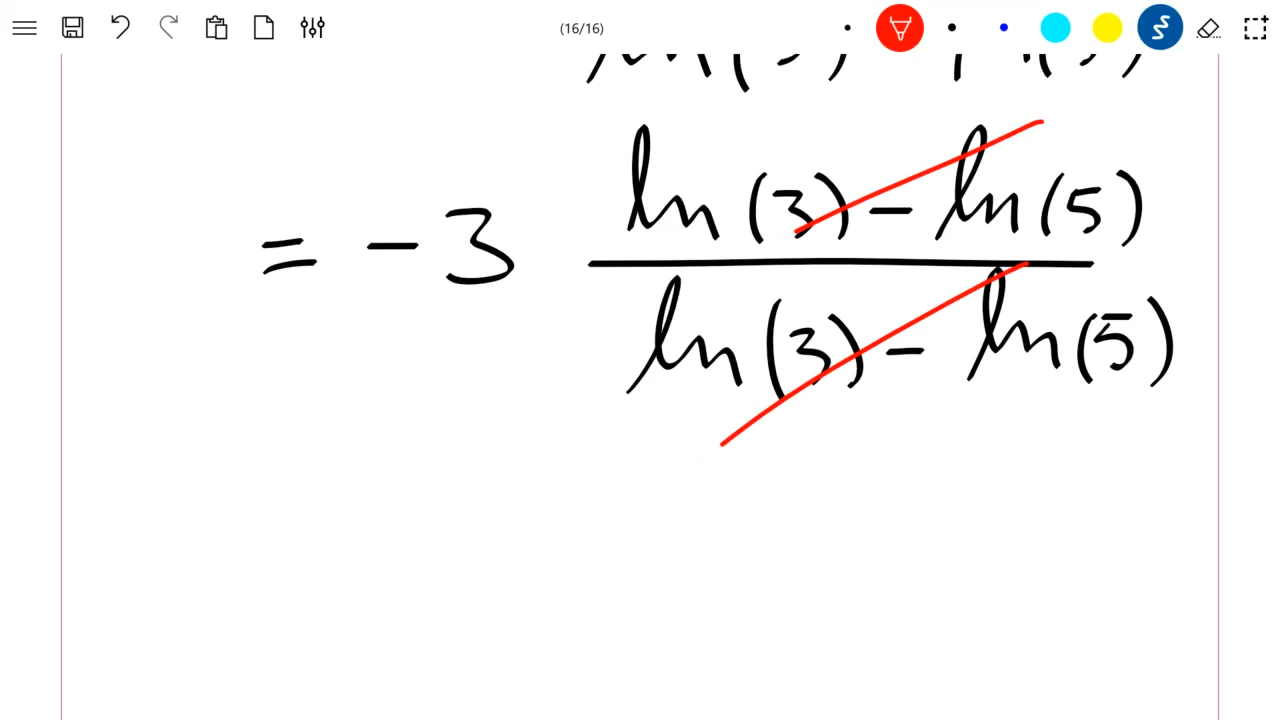 (16/16)
ln(3) - ln(5)
= -3
ln(3) - ln(5)